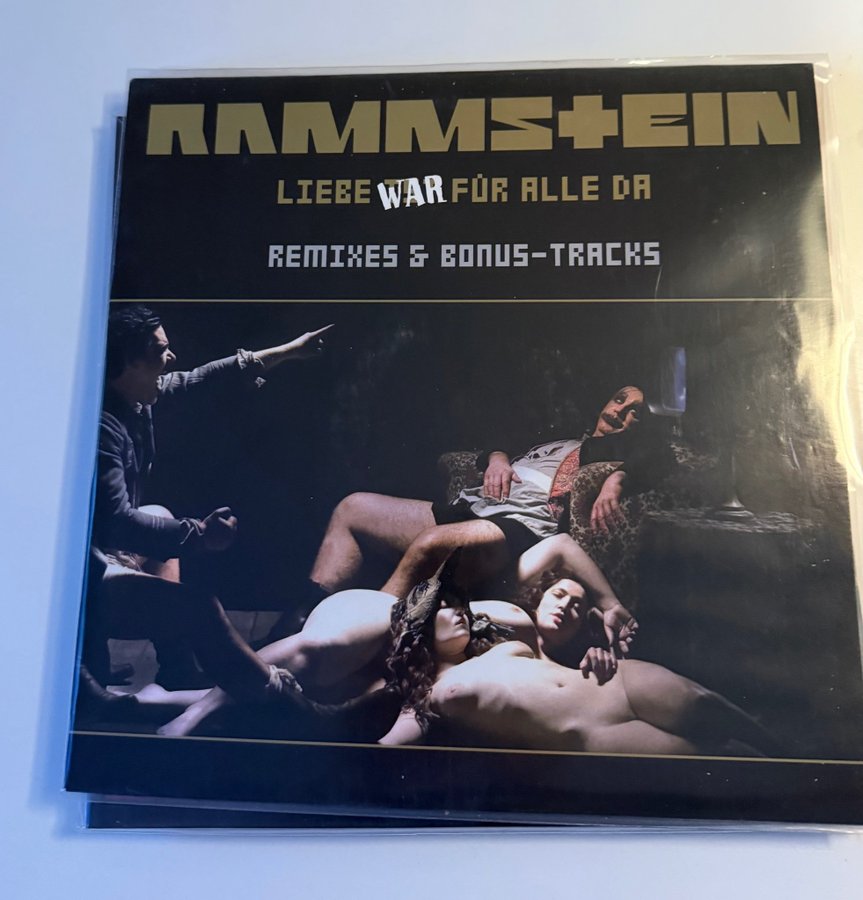 RAMMSTEIN
LIEBE WAR FÜR ALLE DA
REMIXES & BONUS-TRACKS